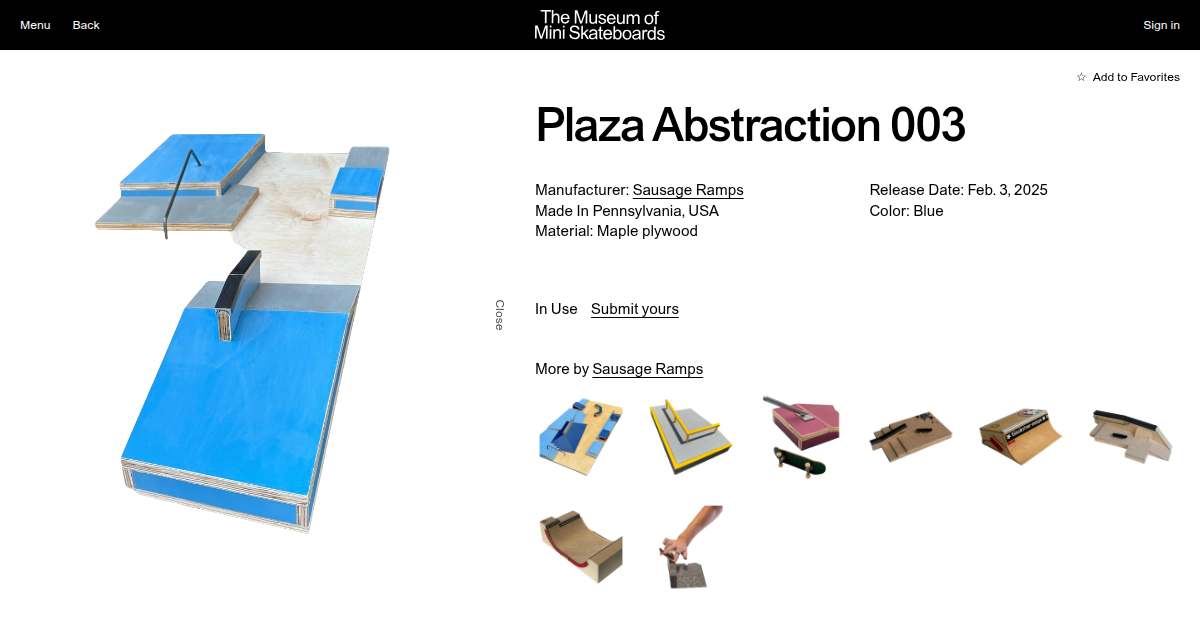 Menu
Back
The Museum of
Mini Skateboards
Sign in
☆ Add to Favorites
Plaza Abstraction 003
Manufacturer: Sausage Ramps
Made In Pennsylvania, USA
Material: Maple plywood
Release Date: Feb. 3, 2025
Color: Blue
Close
In Use Submit yours
More by Sausage Ramps